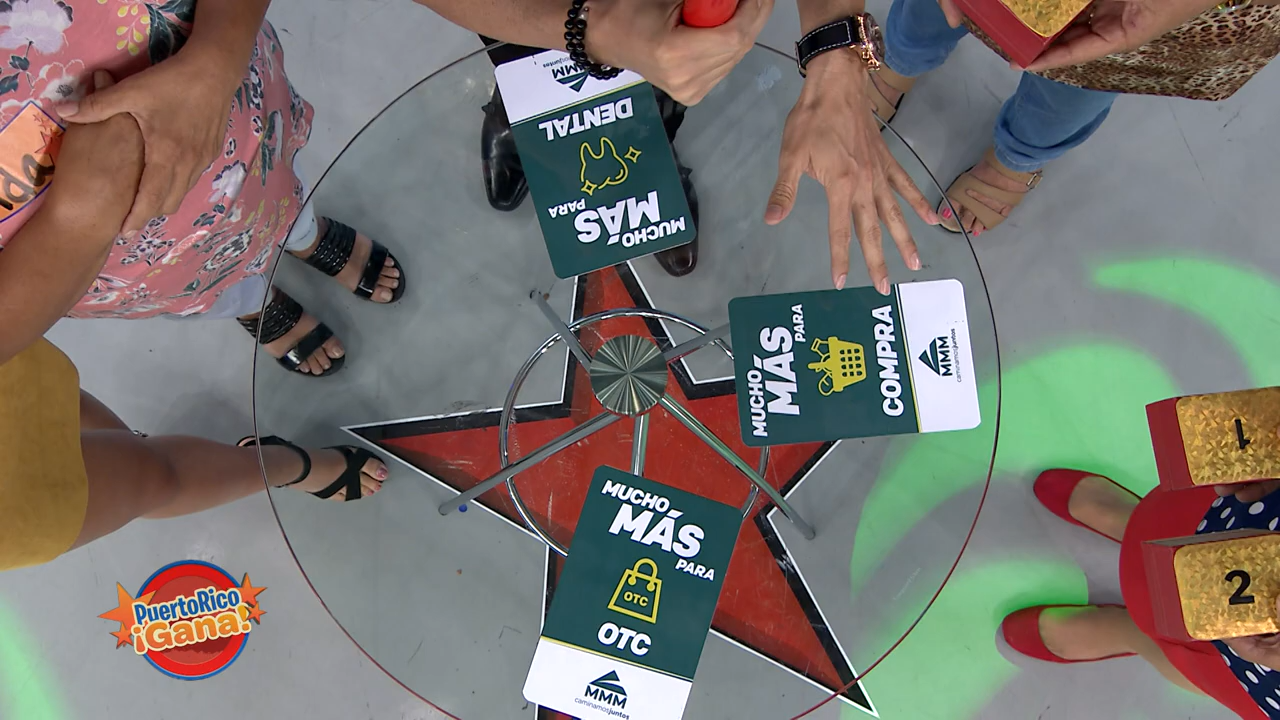 MMM
caminamosjuntos
DENTAL
PARA
MÁS
MUCHO
MUCHO
MÁS
PARA
COMPRA
MMM
caminamosjuntos
MUCHO
MÁS
PARA
OTC
OTC
MMM
caminamosjuntos
1
2
PuertoRico
¡Gana!